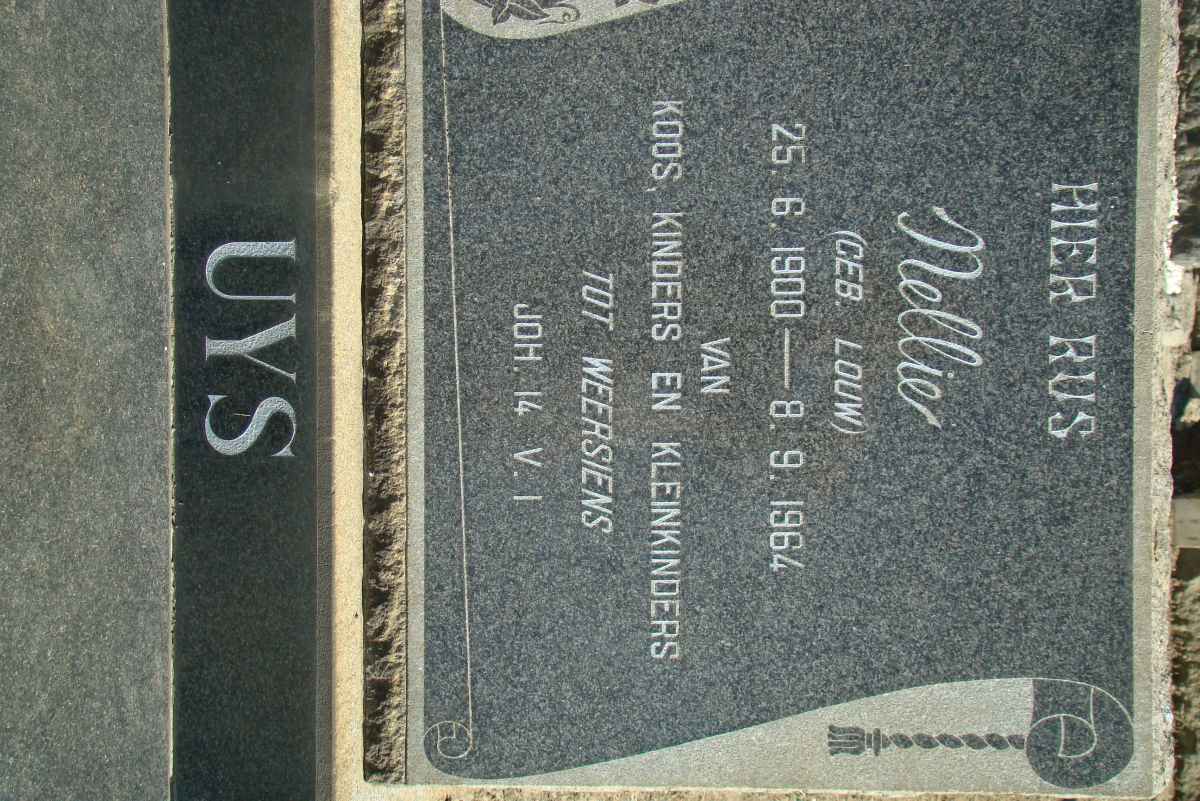 HIER RUS
Nellie
(GEB. LOUW)
25. 6. 1900 — 8. 9. 1964
VAN
KOOS, KINDERS EN KLEINKINDERS
TOT WEERSIENS
JOH. 14 V. 1
UYS